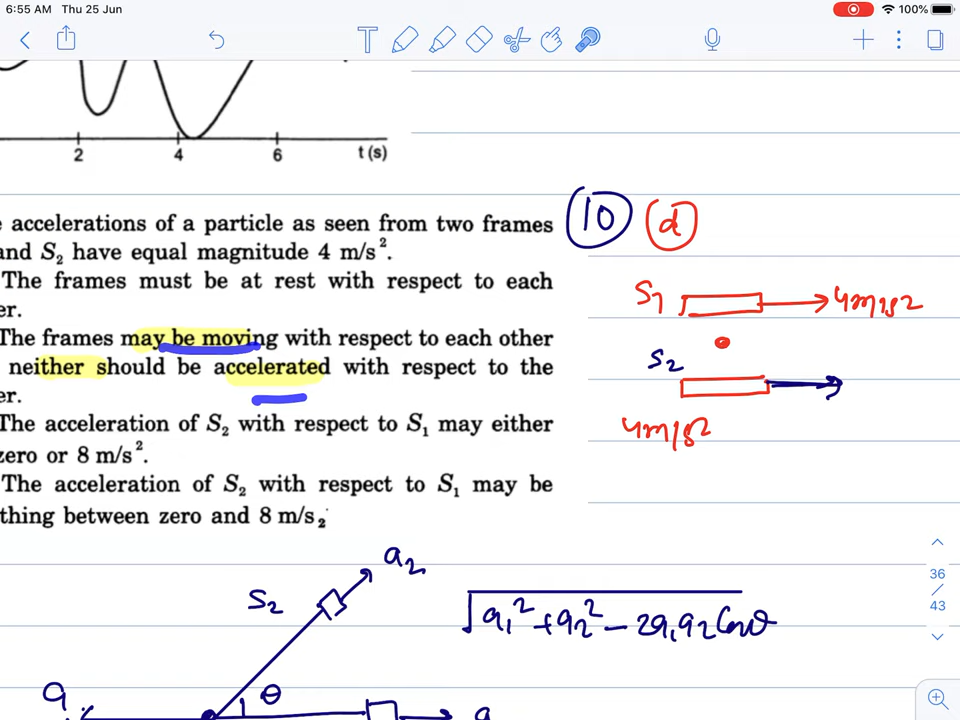 6:55 AM Thu 25 Jun 100%
T
2 4 6 t (s)
accelerations of a particle as seen from two frames
and S₂ have equal magnitude 4 m/s².
The frames must be at rest with respect to each
er.
The frames may be moving with respect to each other
neither should be accelerated with respect to the
er.
The acceleration of S₂ with respect to S₁ may either
zero or 8 m/s².
The acceleration of S₂ with respect to S₁ may be
thing between zero and 8 m/s₂
10 d
S1 4m/s2
S2
4m/s2
36
/
43
a2
S2
√a₁² + a₂² - 2a₁a₂Cosθ
θ
a
a